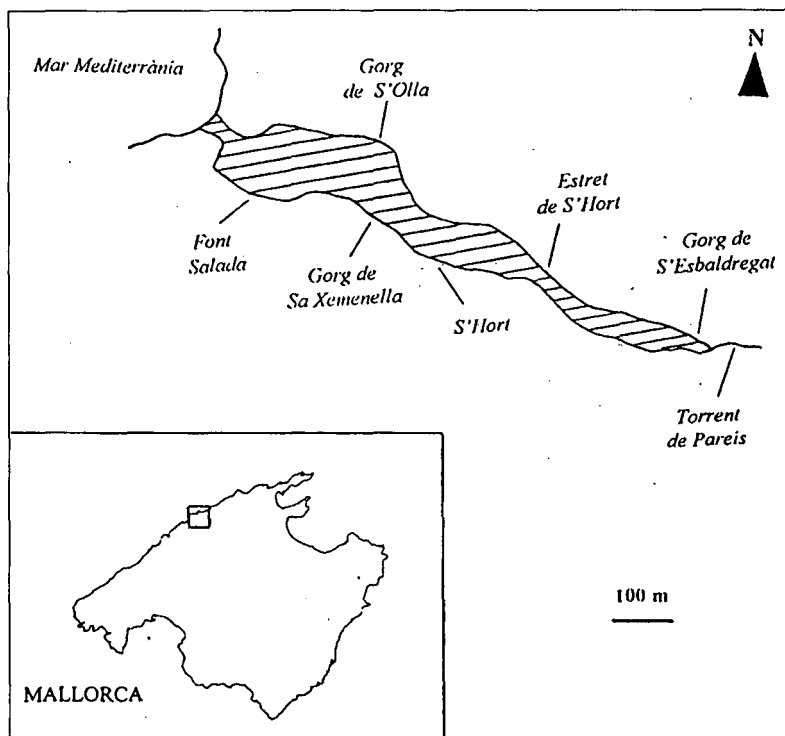 Mar Mediterrània
Gorg
de S'Olla
N
Estret
de S'Hort
Gorg de
S'Esbaldregat
Font
Salada
Gorg de
Sa Xemenella
S'Hort
Torrent
de Pareis
100 m
MALLORCA